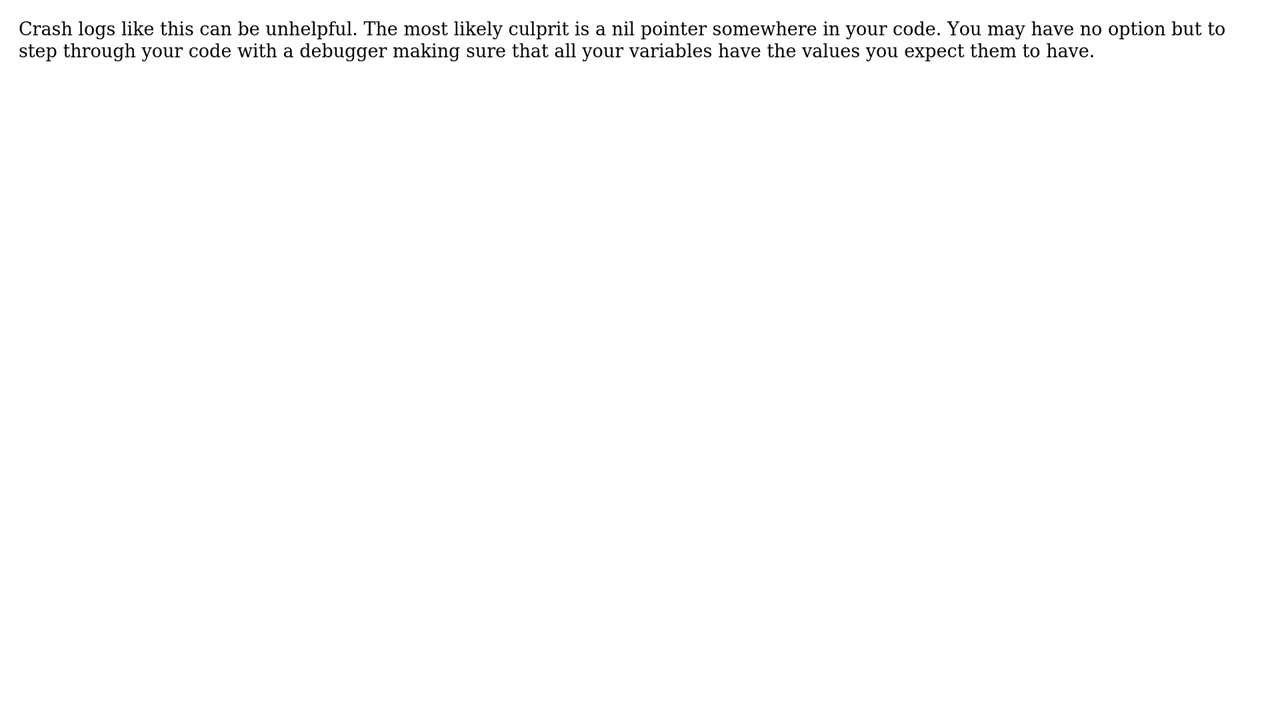 Crash logs like this can be unhelpful. The most likely culprit is a nil pointer somewhere in your code. You may have no option but to
step through your code with a debugger making sure that all your variables have the values you expect them to have.